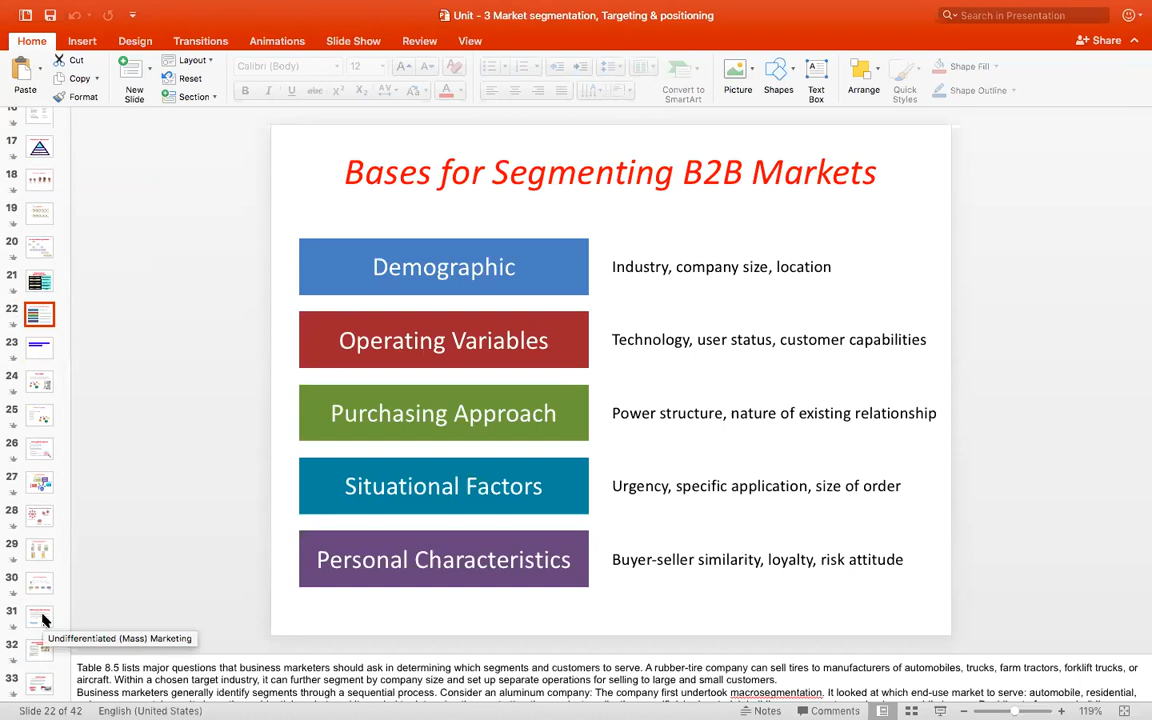 Unit - 3 Market segmentation, Targeting & positioning
Search in Presentation
Home Insert Design Transitions Animations Slide Show Review View
Share
Paste
Cut
Copy
Format
New Slide
Layout
Reset
Section
Calibri (Body) 12
Convert to SmartArt
Picture
Shapes
Text Box
Arrange
Quick Styles
Shape Fill
Shape Outline
17
18
19
20
21
22
23
24
25
26
27
28
29
30
31
32
33
Undifferentiated (Mass) Marketing
Bases for Segmenting B2B Markets
Demographic Industry, company size, location
Operating Variables Technology, user status, customer capabilities
Purchasing Approach Power structure, nature of existing relationship
Situational Factors Urgency, specific application, size of order
Personal Characteristics Buyer-seller similarity, loyalty, risk attitude
Table 8.5 lists major questions that business marketers should ask in determining which segments and customers to serve. A rubber-tire company can sell tires to manufacturers of automobiles, trucks, farm tractors, forklift trucks, or
aircraft. Within a chosen target industry, it can further segment by company size and set up separate operations for selling to large and small customers.
Business marketers generally identify segments through a sequential process. Consider an aluminum company: The company first undertook macrosegmentation. It looked at which end-use market to serve: automobile, residential,
Slide 22 of 42 English (United States) Notes Comments 119%